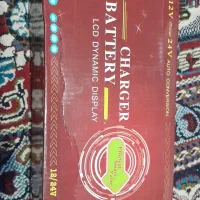 BATTERY CHARGER
LCD DYNAMIC DISPLAY
12V 24V
AUTO CONVERSION
12/24V